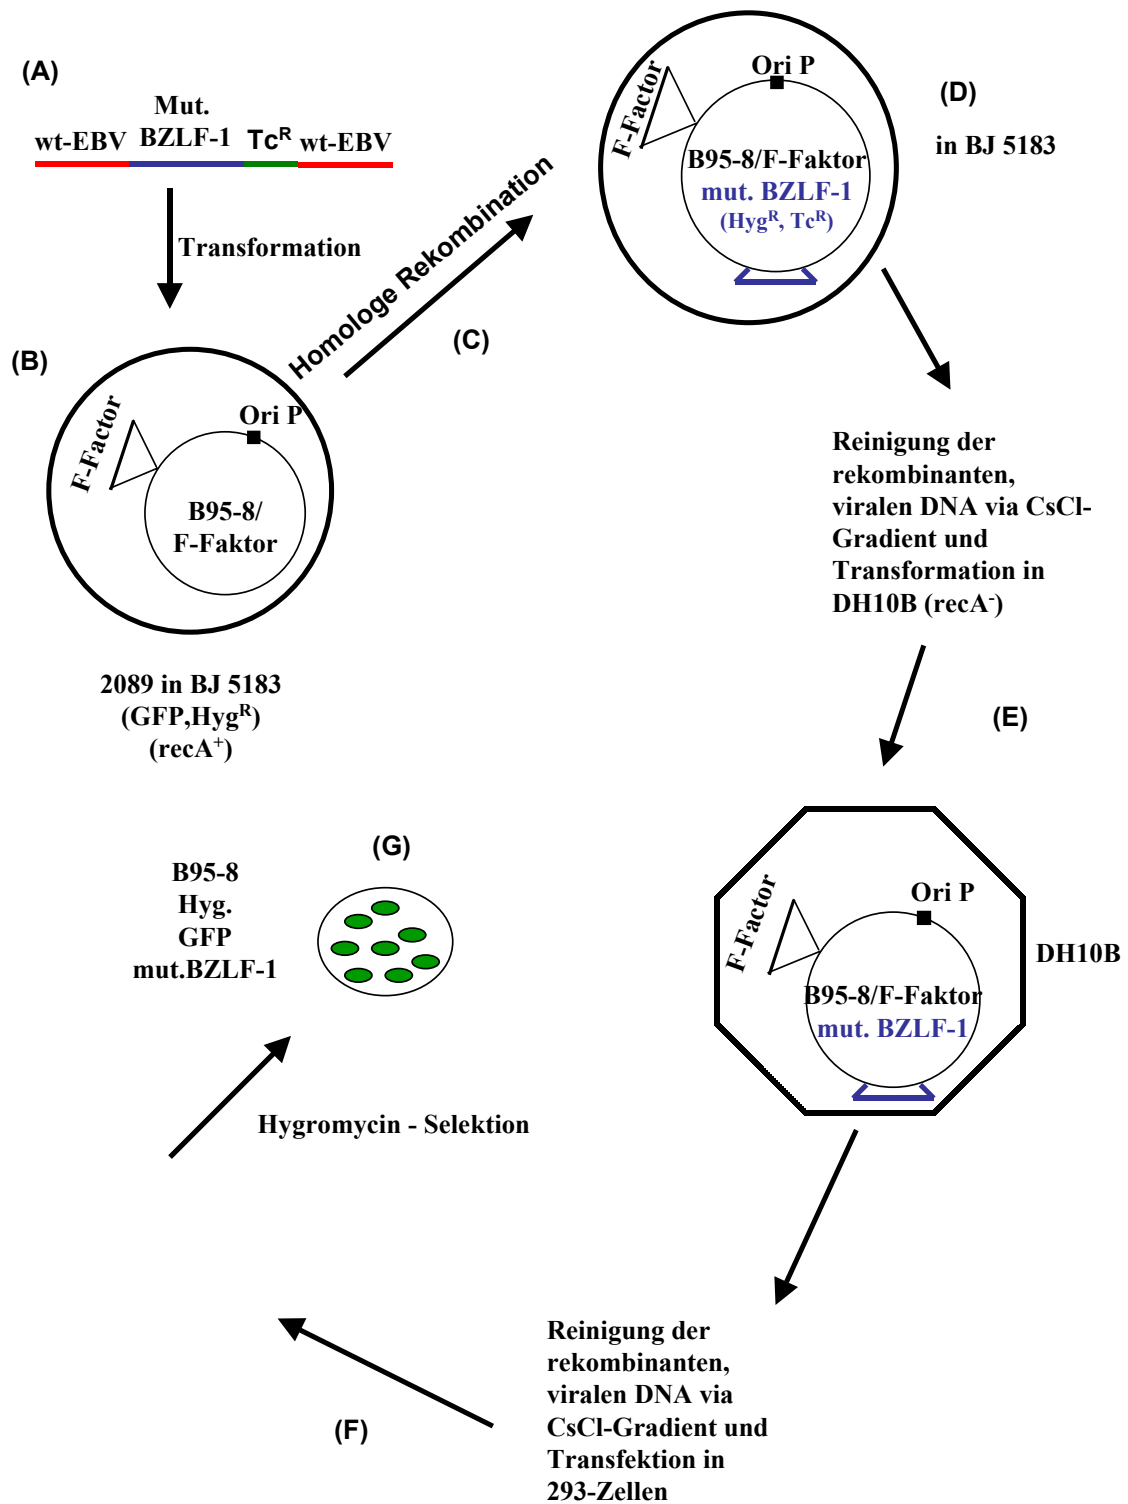 (A)
Mut.
BZLF-1
wt-EBV
Tc^R
wt-EBV
Transformation
(B)
F-Factor
Ori P
B95-8/
F-Faktor
2089 in BJ 5183
(GFP,Hyg^R)
(recA^+)
Homologe Rekombination
(C)
F-Factor
Ori P
B95-8/F-Faktor
mut. BZLF-1
(Hyg^R, Tc^R)
(D)
in BJ 5183
Reinigung der
rekombinanten,
viralen DNA via CsCl-
Gradient und
Transformation in
DH10B (recA^-)
(E)
F-Factor
Ori P
B95-8/F-Faktor
mut. BZLF-1
DH10B
Reinigung der
rekombinanten,
viralen DNA via
CsCl-Gradient und
Transfektion in
293-Zellen
(F)
Hygromycin - Selektion
(G)
B95-8
Hyg.
GFP
mut.BZLF-1